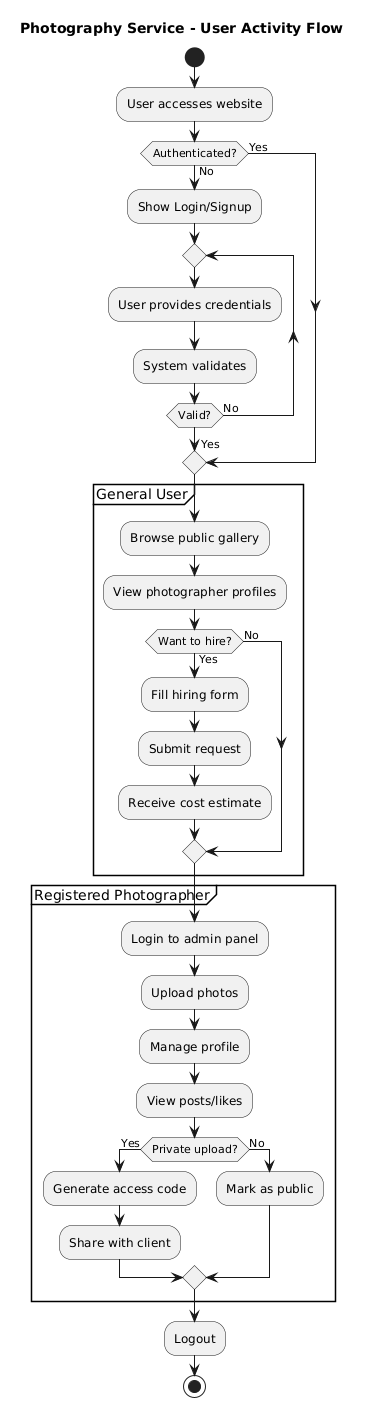 Photography Service - User Activity Flow
User accesses website
Authenticated?
Yes
No
Show Login/Signup
User provides credentials
System validates
Valid?
No
Yes
General User
Browse public gallery
View photographer profiles
Want to hire?
No
Yes
Fill hiring form
Submit request
Receive cost estimate
Registered Photographer
Login to admin panel
Upload photos
Manage profile
View posts/likes
Yes
Private upload?
No
Generate access code
Mark as public
Share with client
Logout